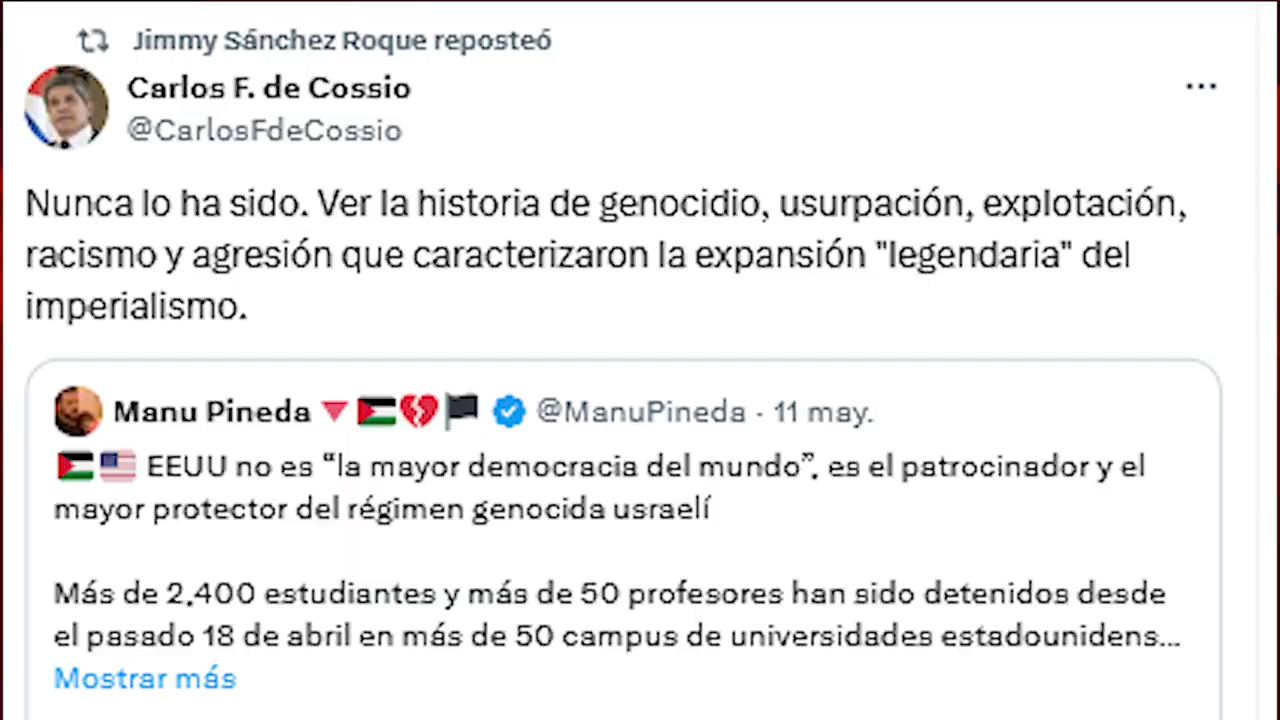 Jimmy Sánchez Roque reposteó
Carlos F. de Cossio
@CarlosFdeCossio
Nunca lo ha sido. Ver la historia de genocidio, usurpación, explotación,
racismo y agresión que caracterizaron la expansión "legendaria" del
imperialismo.
Manu Pineda @ManuPineda · 11 may.
EEUU no es “la mayor democracia del mundo”, es el patrocinador y el
mayor protector del régimen genocida usraelí
Más de 2,400 estudiantes y más de 50 profesores han sido detenidos desde
el pasado 18 de abril en más de 50 campus de universidades estadounidens...
Mostrar más